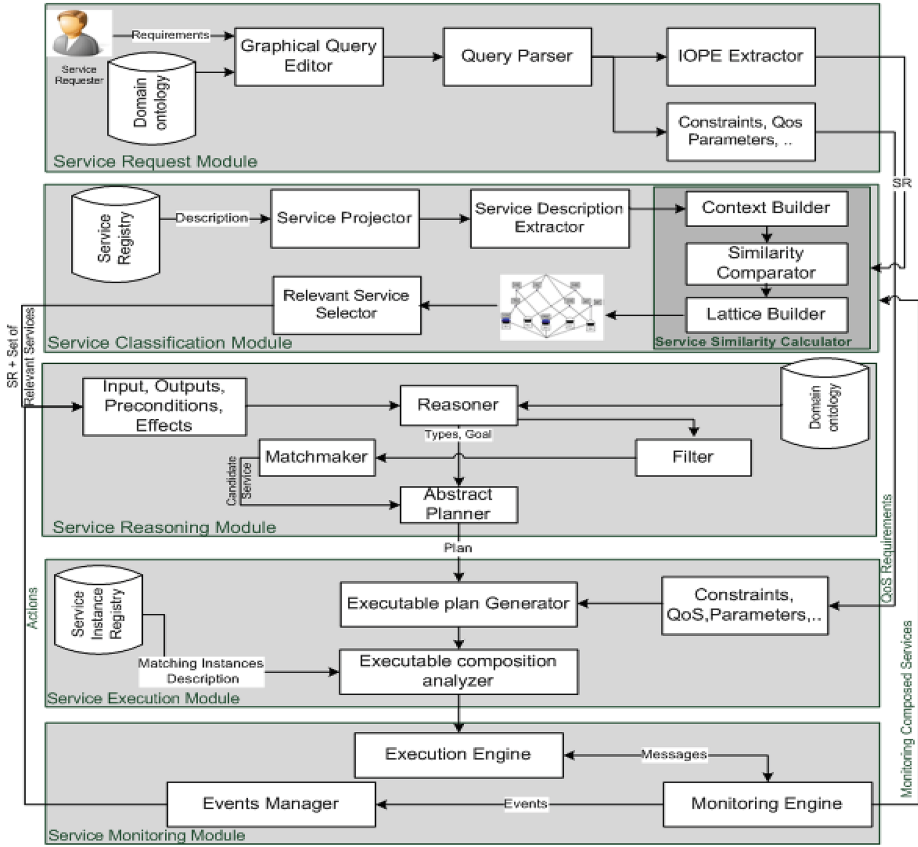 Requirements
Service
Requester
Domain
ontology
Graphical Query
Editor
Query Parser
IOPE Extractor
Constraints, Qos
Parameters, ..
Service Request Module
SR
Service
Registry
Description
Service Projector
Service Description
Extractor
Context Builder
Similarity
Comparator
Lattice Builder
Service Similarity Calculator
Relevant Service
Selector
Service Classification Module
SR + Set of
Relevant Services
Input, Outputs,
Preconditions,
Effects
Reasoner
Domain
ontology
Types, Goal
Matchmaker
Filter
Candidate
Service
Abstract
Planner
Service Reasoning Module
Plan
QoS Requirements
Service
Instance
Registry
Executable plan Generator
Constraints,
QoS,Parameters,..
Actions
Matching Instances
Description
Executable composition
analyzer
Service Execution Module
Monitoring Composed Services
Execution Engine
Messages
Events Manager
Events
Monitoring Engine
Service Monitoring Module